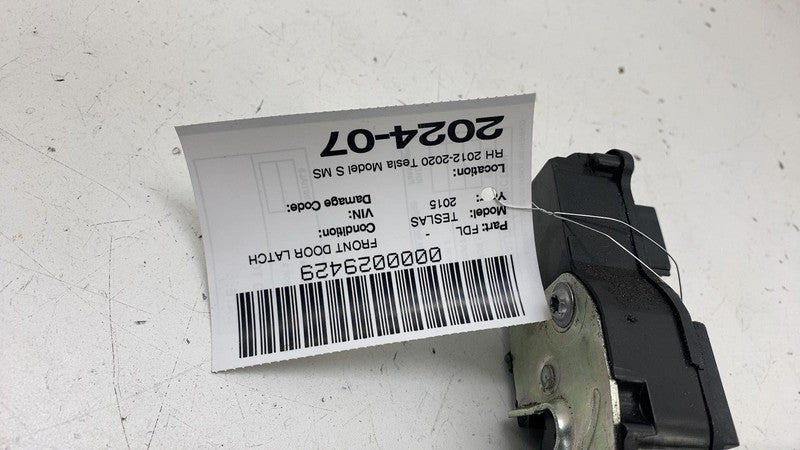 0000029429
Part: FDL - FRONT DOOR LATCH
Model: TESLAS Condition:
2015 VIN:
Damage Code:
Location:
RH 2012-2020 Tesla Model S MS
2024-07